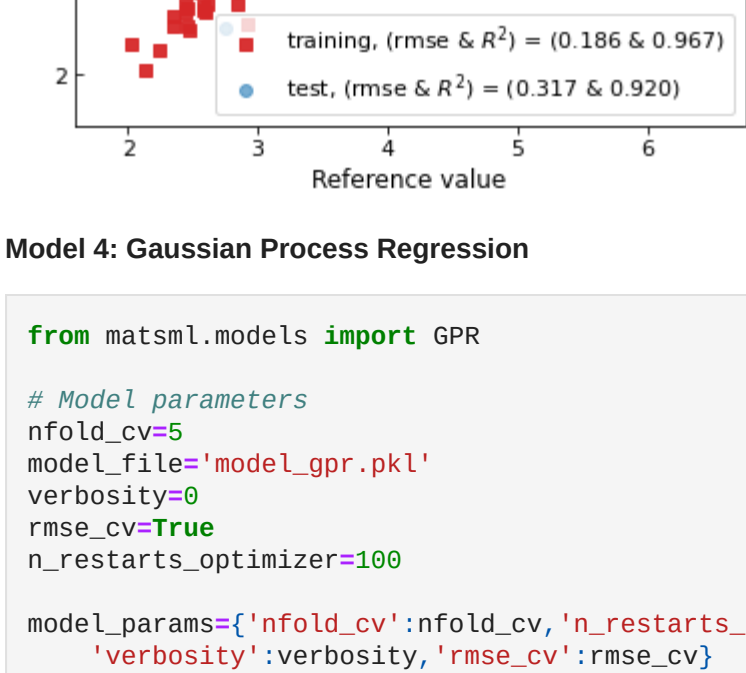 training, (rmse & R²) = (0.186 & 0.967)
2
test, (rmse & R²) = (0.317 & 0.920)
2 3 4 5 6
Reference value
Model 4: Gaussian Process Regression
from matsml.models import GPR
# Model parameters
nfold_cv=5
model_file='model_gpr.pkl'
verbosity=0
rmse_cv=True
n_restarts_optimizer=100
model_params={'nfold_cv':nfold_cv,'n_restarts_
'verbosity':verbosity,'rmse_cv':rmse_cv}